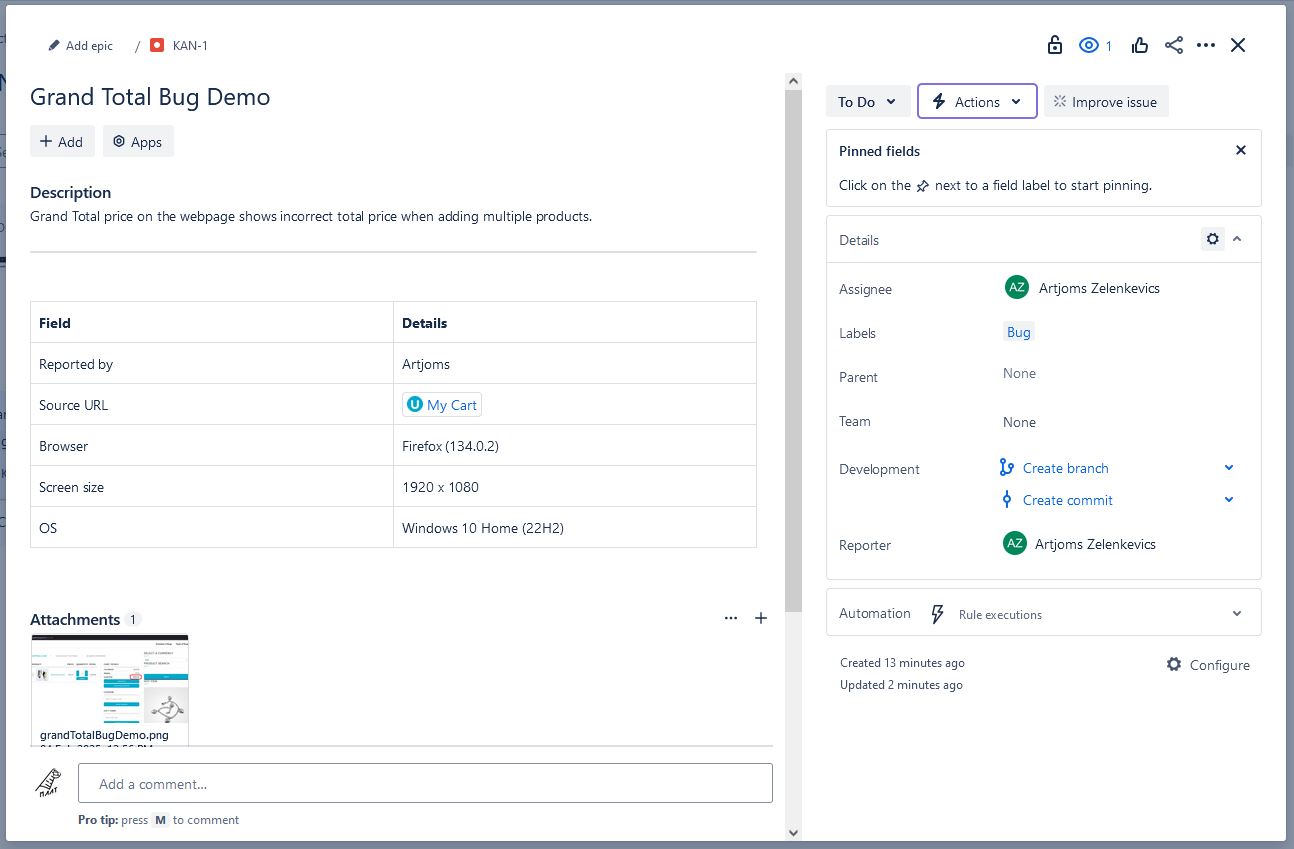 Add epic / KAN-1
1
Grand Total Bug Demo
Add Apps
Description
Grand Total price on the webpage shows incorrect total price when adding multiple products.
Field Details
Reported by Artjoms
Source URL My Cart
Browser Firefox (134.0.2)
Screen size 1920 x 1080
OS Windows 10 Home (22H2)
Attachments 1
grandTotalBugDemo.png
Add a comment...
Pro tip: press M to comment
To Do Actions Improve issue
Pinned fields
Click on the next to a field label to start pinning.
Details
Assignee AZ Artjoms Zelenkevics
Labels Bug
Parent None
Team None
Development Create branch
Create commit
Reporter AZ Artjoms Zelenkevics
Automation Rule executions
Created 13 minutes ago
Updated 2 minutes ago
Configure